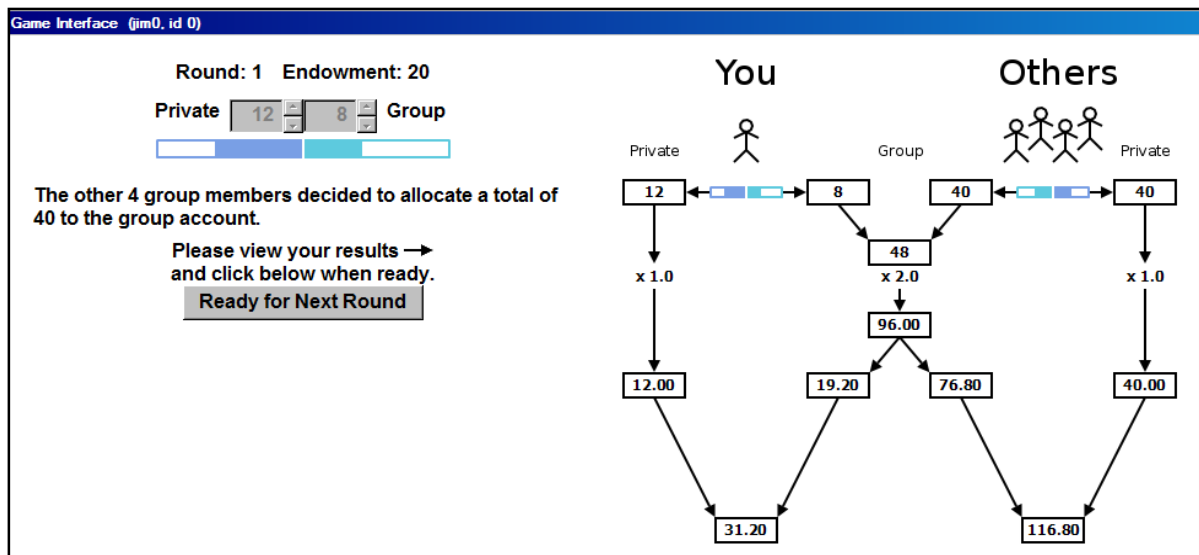 Game Interface (jim0, id 0)
Round: 1 Endowment: 20
Private 12 8 Group
The other 4 group members decided to allocate a total of
40 to the group account.
Please view your results
and click below when ready.
Ready for Next Round
You Others
Private Group Private
12 8 40 40
48
x 1.0 x 2.0 x 1.0
96.00
12.00 19.20 76.80 40.00
31.20 116.80